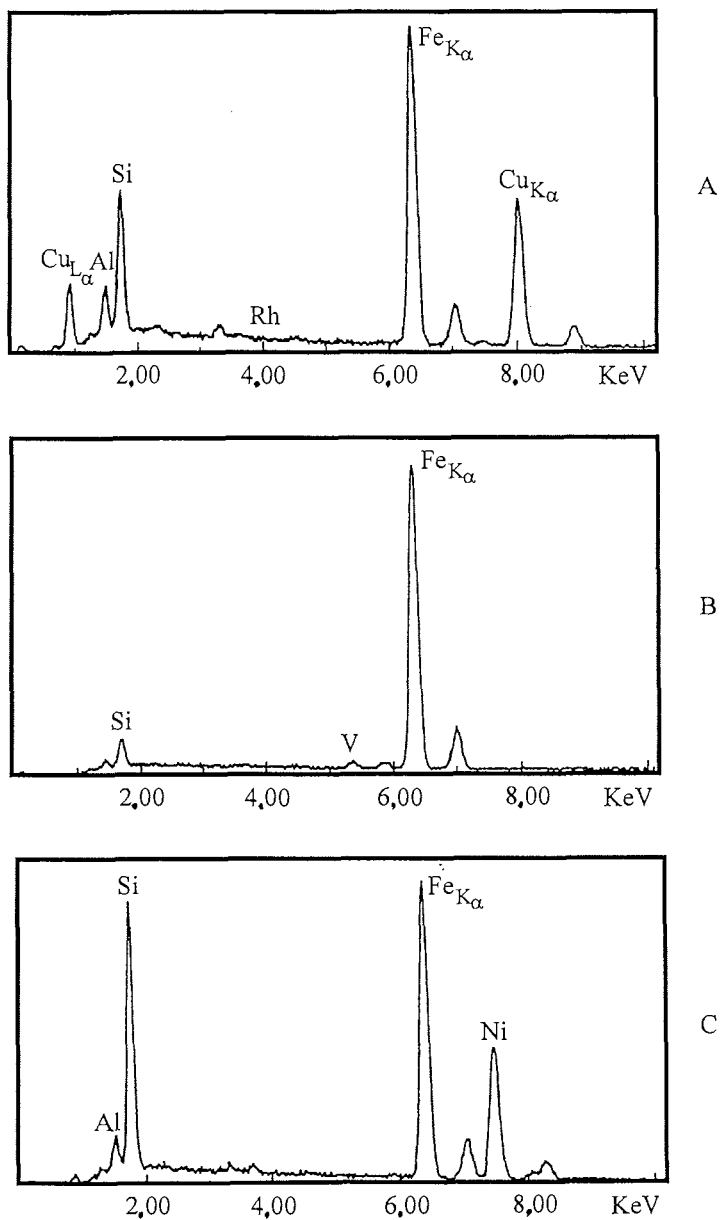 Fe Kα
Si
Cu Kα
A
Cu Lα Al
Rh
2,00 4,00 6,00 8,00 KeV
Fe Kα
B
Si
V
2,00 4,00 6,00 8,00 KeV
Si
Fe Kα
Ni
C
Al
2,00 4,00 6,00 8,00 KeV